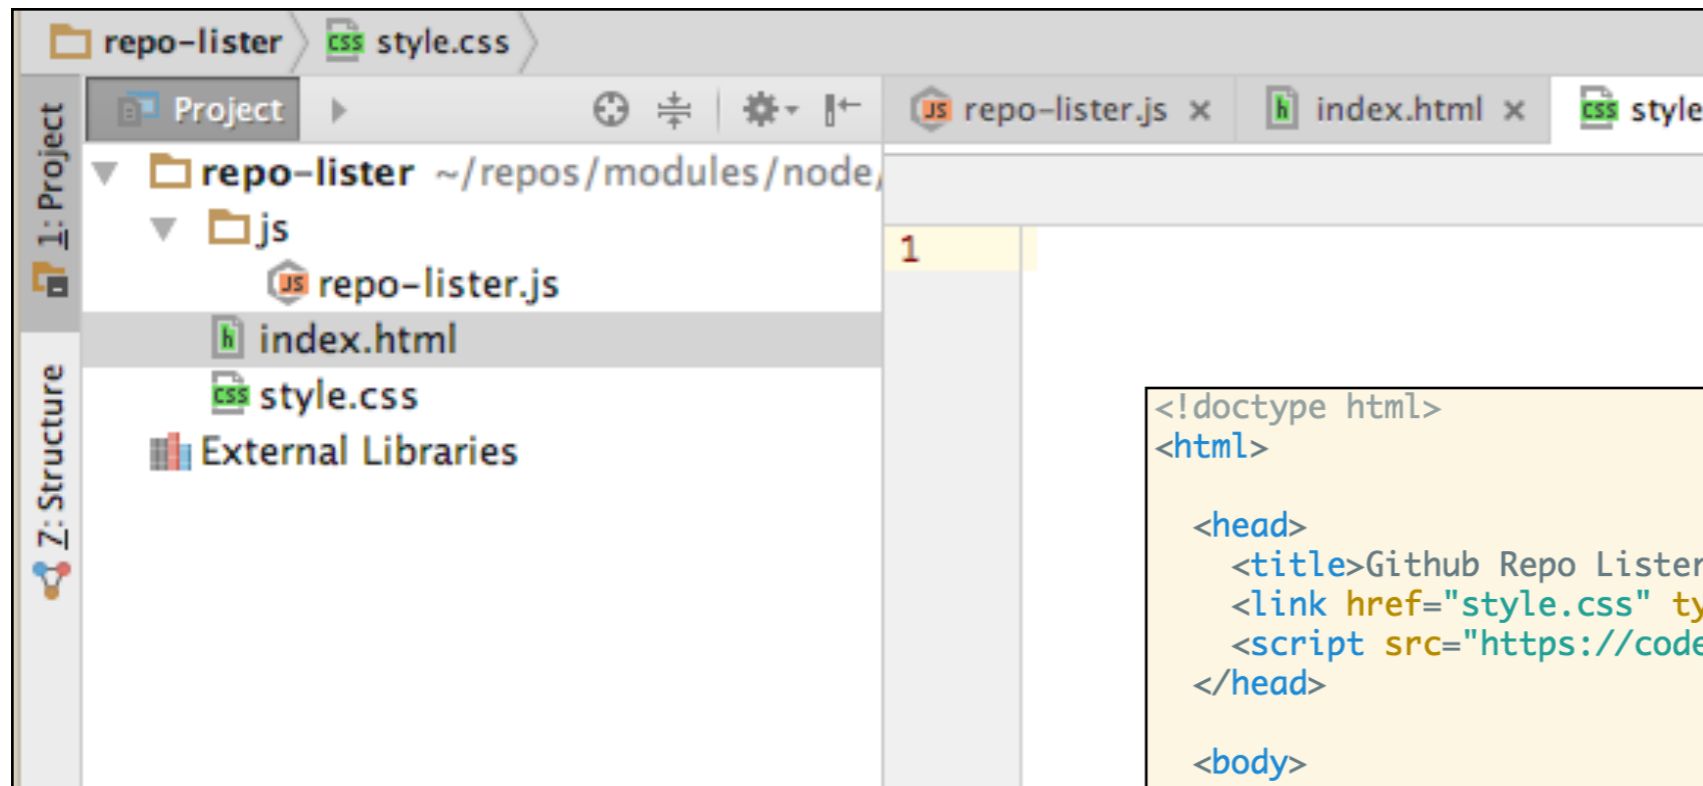 repo-lister style.css
Project
repo-lister.js
index.html
style
1: Project
7: Structure
repo-lister ~/repos/modules/node/
js
repo-lister.js
index.html
style.css
External Libraries
1
<!doctype html>
<html>
<head>
<title>Github Repo Lister
<link href="style.css" ty
<script src="https://code
</head>
<body>